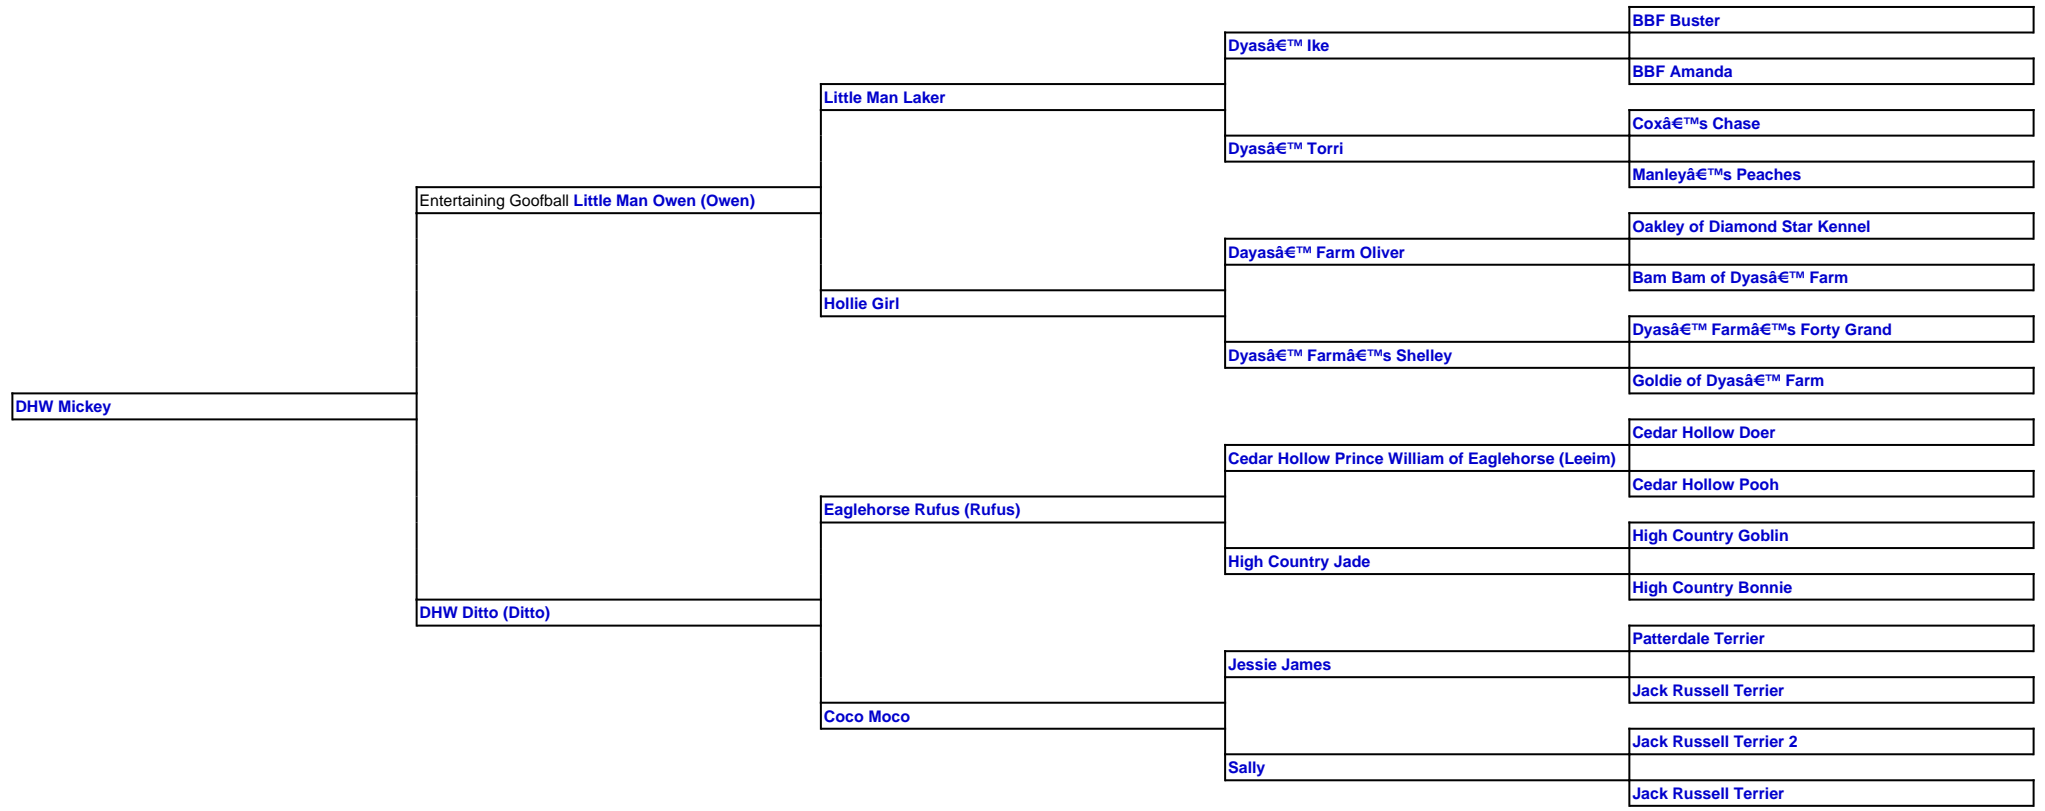 BBF Buster
Dyasâ€™ Ike
BBF Amanda
Little Man Laker
Coxâ€™s Chase
Dyasâ€™ Torri
Manleyâ€™s Peaches
Entertaining Goofball Little Man Owen (Owen)
Oakley of Diamond Star Kennel
Dayasâ€™ Farm Oliver
Bam Bam of Dyasâ€™ Farm
Hollie Girl
Dyasâ€™ Farmâ€™s Forty Grand
Dyasâ€™ Farmâ€™s Shelley
Goldie of Dyasâ€™ Farm
DHW Mickey
Cedar Hollow Doer
Cedar Hollow Prince William of Eaglehorse (Leeim)
Cedar Hollow Pooh
Eaglehorse Rufus (Rufus)
High Country Goblin
High Country Jade
High Country Bonnie
DHW Ditto (Ditto)
Patterdale Terrier
Jessie James
Jack Russell Terrier
Coco Moco
Jack Russell Terrier 2
Sally
Jack Russell Terrier